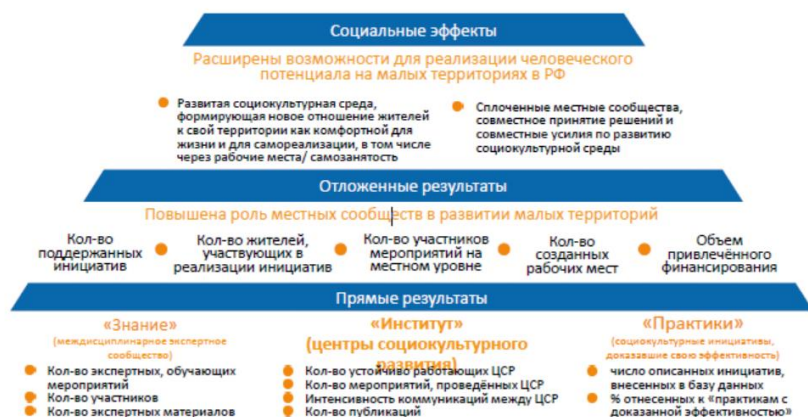 Социальные эффекты
Расширены возможности для реализации человеческого
потенциала на малых территориях в РФ
Развитая социокультурная среда,
формирующая новое отношение жителей
к свой территории как комфортной для
жизни и для самореализации, в том числе
через рабочие места/ самозанятость
Сплоченные местные сообщества,
совместное принятие решений и
совместные усилия по развитию
социокультурной среды
Отложенные результаты
Повышена роль местных сообществ в развитии малых территорий
Кол-во
поддержанных
инициатив
Кол-во жителей,
участвующих в
реализации инициатив
Кол-во участников
мероприятий на
местном уровне
Кол-во
созданных
рабочих мест
Объем
привлечённого
финансирования
Прямые результаты
«Знание»
(междисциплинарное экспертное
сообщество)
Кол-во экспертных, обучающих
мероприятий
Кол-во участников
Кол-во экспертных материалов
«Институт»
(центры социокультурного
развития)
Кол-во устойчиво работающих ЦСР
Кол-во мероприятий, проведённых ЦСР
Интенсивность коммуникаций между ЦСР
Кол-во публикаций
«Практики»
(социокультурные инициативы,
доказавшие свою эффективность)
число описанных инициатив,
внесенных в базу данных
% отнесенных к «практикам с
доказанной эффективностью»